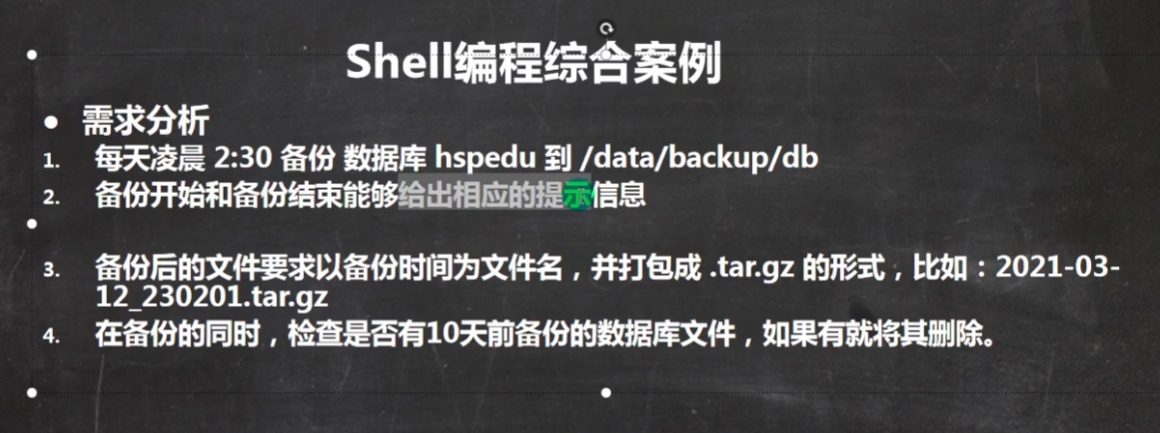 Shell编程综合案例
● 需求分析
1. 每天凌晨 2:30 备份 数据库 hspedu 到 /data/backup/db
2. 备份开始和备份结束能够给出相应的提示信息
3. 备份后的文件要求以备份时间为文件名，并打包成 .tar.gz 的形式，比如：2021-03-
12_230201.tar.gz
4. 在备份的同时，检查是否有10天前备份的数据库文件，如果有就将其删除。